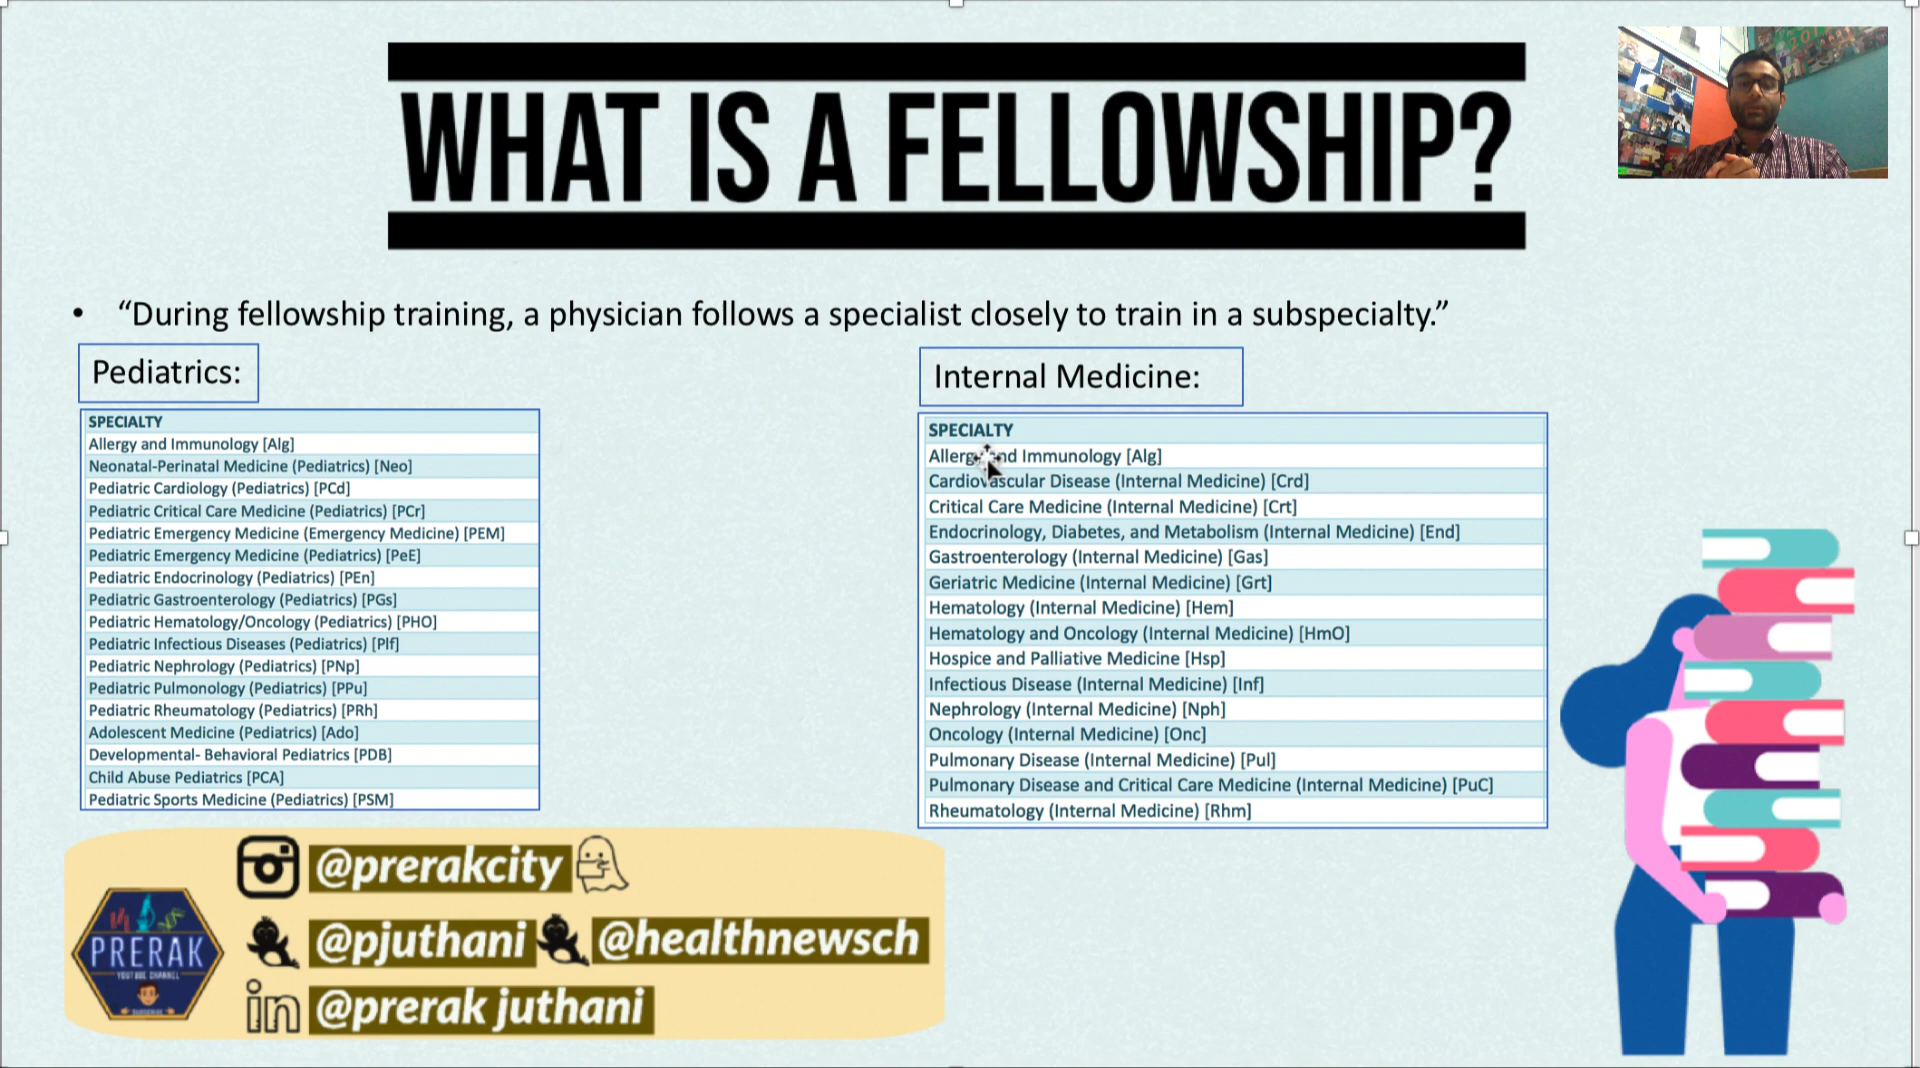 WHAT IS A FELLOWSHIP?
• “During fellowship training, a physician follows a specialist closely to train in a subspecialty.”
Pediatrics:
SPECIALTY
Allergy and Immunology [Alg]
Neonatal-Perinatal Medicine (Pediatrics) [Neo]
Pediatric Cardiology (Pediatrics) [PCd]
Pediatric Critical Care Medicine (Pediatrics) [PCr]
Pediatric Emergency Medicine (Emergency Medicine) [PEM]
Pediatric Emergency Medicine (Pediatrics) [PeE]
Pediatric Endocrinology (Pediatrics) [PEn]
Pediatric Gastroenterology (Pediatrics) [PGs]
Pediatric Hematology/Oncology (Pediatrics) [PHO]
Pediatric Infectious Diseases (Pediatrics) [PIf]
Pediatric Nephrology (Pediatrics) [PNp]
Pediatric Pulmonology (Pediatrics) [PPu]
Pediatric Rheumatology (Pediatrics) [PRh]
Adolescent Medicine (Pediatrics) [Ado]
Developmental- Behavioral Pediatrics [PDB]
Child Abuse Pediatrics [PCA]
Pediatric Sports Medicine (Pediatrics) [PSM]
Internal Medicine:
SPECIALTY
Allergy and Immunology [Alg]
Cardiovascular Disease (Internal Medicine) [Crd]
Critical Care Medicine (Internal Medicine) [Crt]
Endocrinology, Diabetes, and Metabolism (Internal Medicine) [End]
Gastroenterology (Internal Medicine) [Gas]
Geriatric Medicine (Internal Medicine) [Grt]
Hematology (Internal Medicine) [Hem]
Hematology and Oncology (Internal Medicine) [HmO]
Hospice and Palliative Medicine [Hsp]
Infectious Disease (Internal Medicine) [Inf]
Nephrology (Internal Medicine) [Nph]
Oncology (Internal Medicine) [Onc]
Pulmonary Disease (Internal Medicine) [Pul]
Pulmonary Disease and Critical Care Medicine (Internal Medicine) [PuC]
Rheumatology (Internal Medicine) [Rhm]
PRERAK
YOUTUBE CHANNEL
SUBSCRIBE
@prerakcity
@pjuthani @healthnewsch
in @prerak juthani